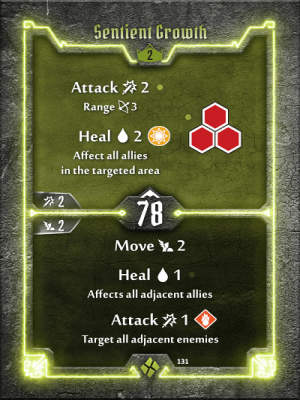 Sentient Growth
2
Attack 2
Range 3
Heal 2
Affect all allies
in the targeted area
2
78
2
Move 2
Heal 1
Affects all adjacent allies
Attack 1
Target all adjacent enemies
131